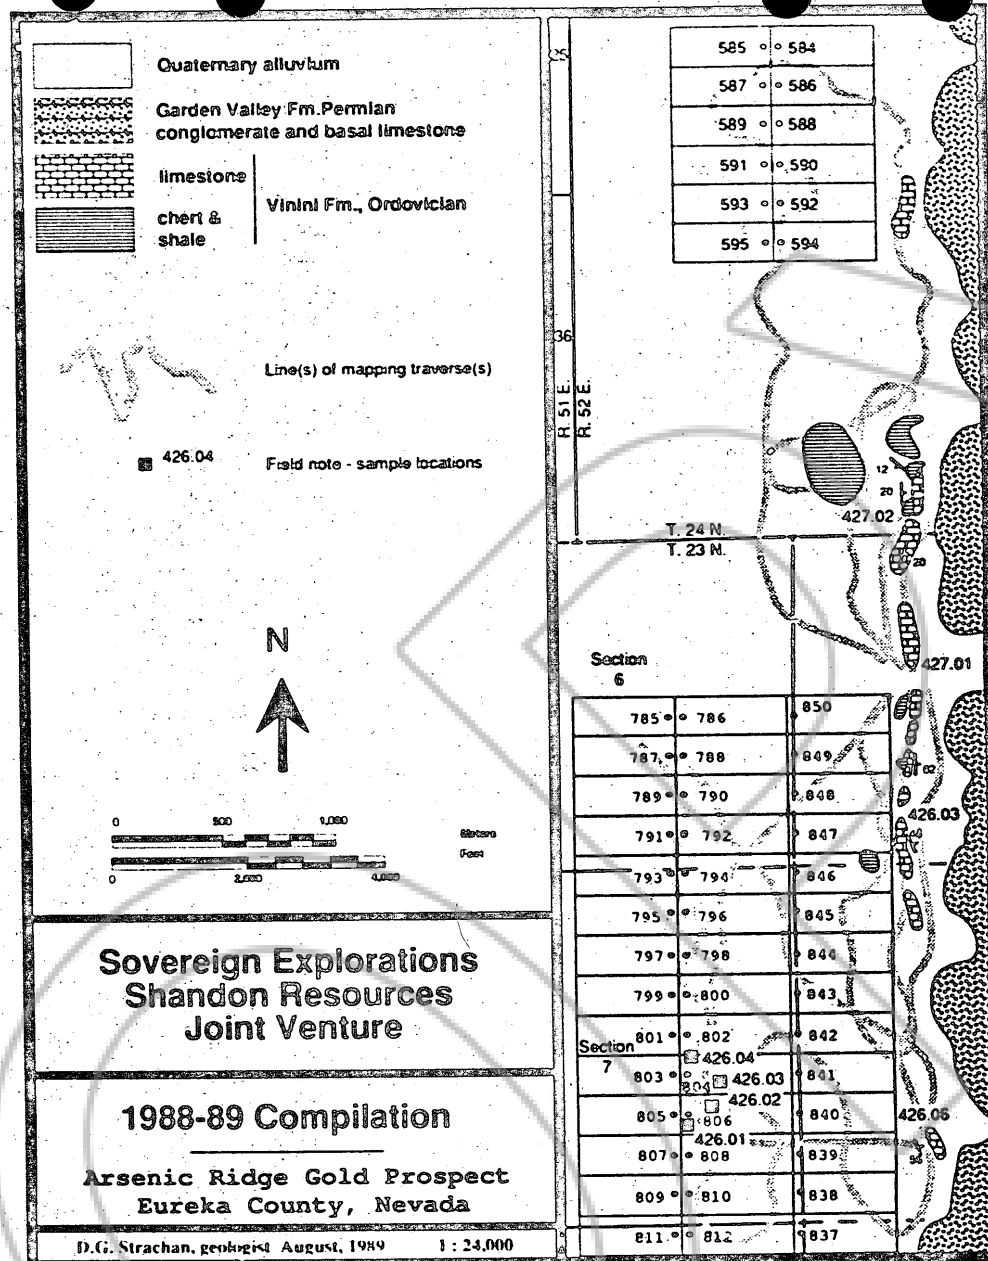 Quaternary alluvium
Garden Valley Fm. Permian
conglomerate and basal limestone
limestone
Vinini Fm., Ordovician
chert &
shale
Line(s) of mapping traverse(s)
426.04
Field note - sample locations
N
0 500 1,000
Meters
Feet
0 2,000 4,000
Sovereign Explorations
Shandon Resources
Joint Venture
1988-89 Compilation
Arsenic Ridge Gold Prospect
Eureka County, Nevada
D.G. Strachan, geologist August, 1989 1 : 24,000
585 584
587 586
589 588
591 590
593 592
595 594
36
R. 51 E.
R. 52 E.
12
20
427.02
T. 24 N.
T. 23 N.
20
Section
6
427.01
785 786 850
787 788 849
82
789 790 848
426.03
791 792 847
793 794 846
795 796 845
797 798 844
799 800 843
801 802 842
Section
7
426.04
803 804 426.03 841
426.02
805 806 840 426.05
426.01
807 808 839
809 810 838
811 812 837